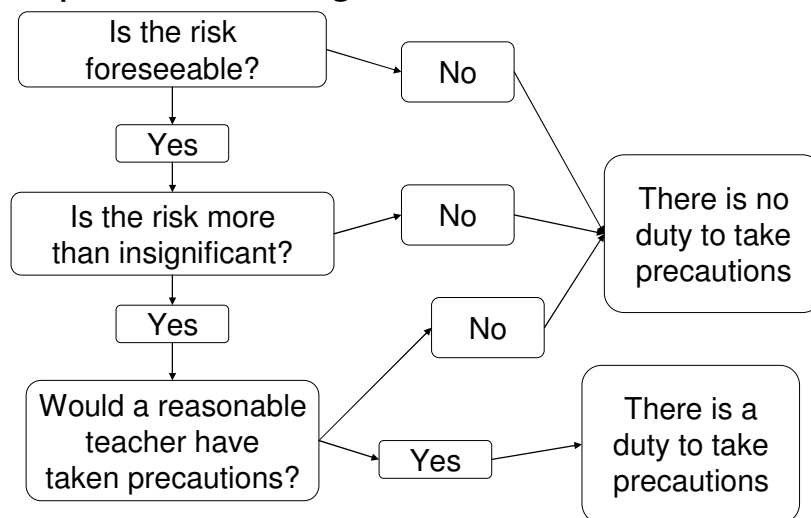 Is the risk
foreseeable?
No
Yes
Is the risk more
than insignificant?
No
There is no
duty to take
precautions
Yes
No
Would a reasonable
teacher have
taken precautions?
Yes
There is a
duty to take
precautions